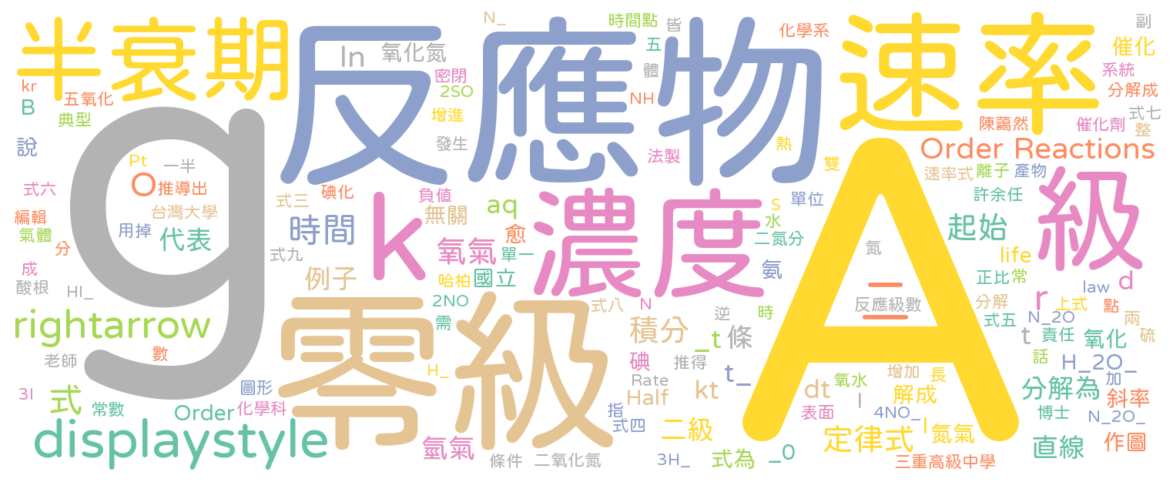 半衰期
反應物
速率
g
A
零級
濃度
k
級
ln
氧化氮
N_
時間點
皆
化學系
副
催化
五
體
密閉
2SO
系統
分解成
kr
五氧化
B
典型
NH
增進
陳藹然
催化劑
式七
整
說
發生
法製
熱
雙
Order Reactions
Pt
一半
O
推導出
碘化
負值
速率式
離子
產物
式六
台灣大學
式三
時間
無關
aq
S
單位
許余任
編輯
用掉
代表
愈
水
起始
氣體
分
式九
氧氣
單一
二氮分
氮
life
正比
常
成
酸根
HI_
例子
哈柏
國立
氨
law
d
rightarrow
2NO
式八
N
反應級數
r
上式
點
需
逆
時
分解
式五
N_2O
兩
老師
數
積分
_t
條
t
責任
氧化
硫
H_
碘
推得
話
H_2O_
圖形
t_
Rate
增加
長
加
3I
式
常數
Order
化學科
Half
kt
dt
氧水
解成
分解為
斜率
指
式四
表面
l
4NO_
l
博士
N_2O_
displaystyle
氫氣
條件
二氧化氮
二級
3H_
式為
_0
定律式
氮氣
直線
作圖
三重高級中學